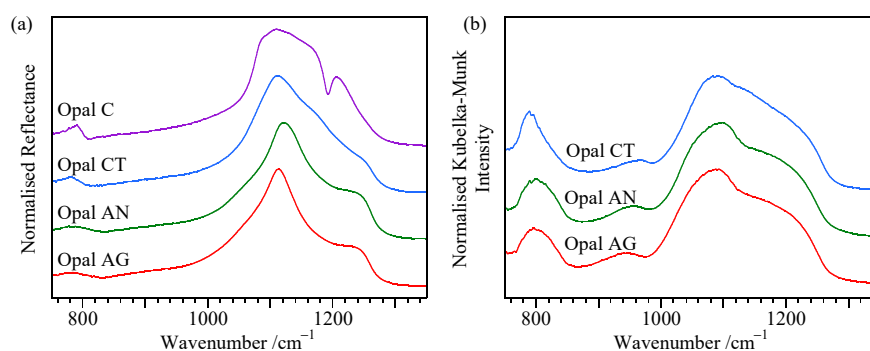 (a)
Normalised Reflectance
Opal C
Opal CT
Opal AN
Opal AG
800
1000
1200
Wavenumber /cm⁻¹
(b)
Normalised Kubelka-Munk
Intensity
Opal CT
Opal AN
Opal AG
800
1000
1200
Wavenumber /cm⁻¹